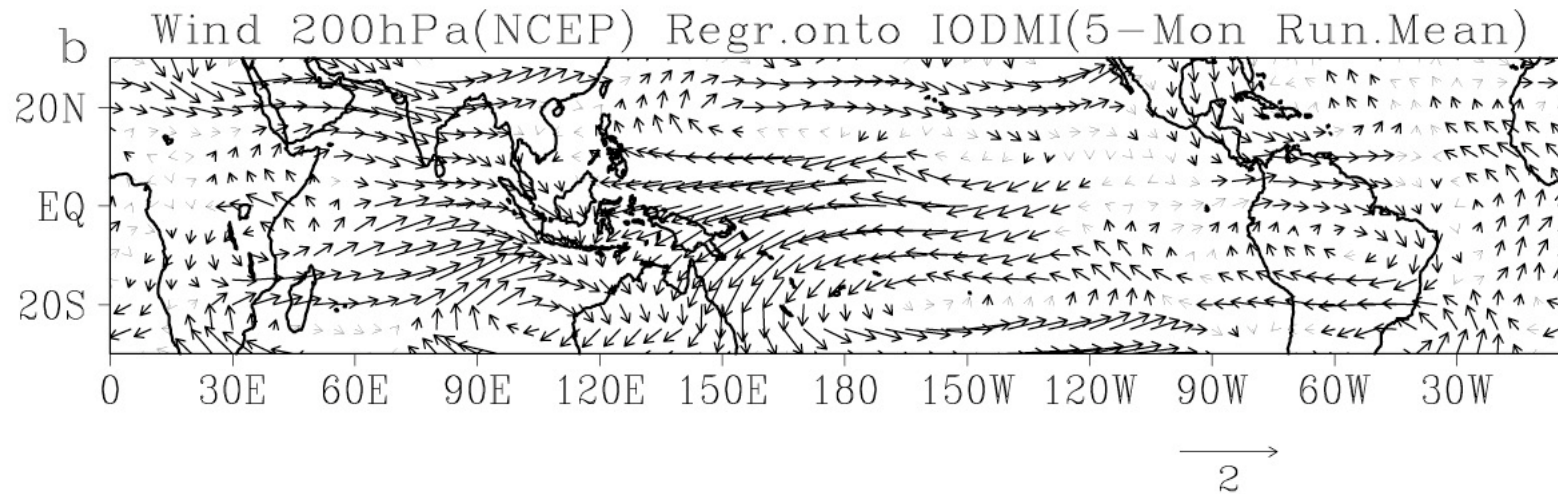 b Wind 200hPa(NCEP) Regr.onto IODMI(5-Mon Run.Mean)
20N
EQ
20S
0 30E 60E 90E 120E 150E 180 150W 120W 90W 60W 30W
2